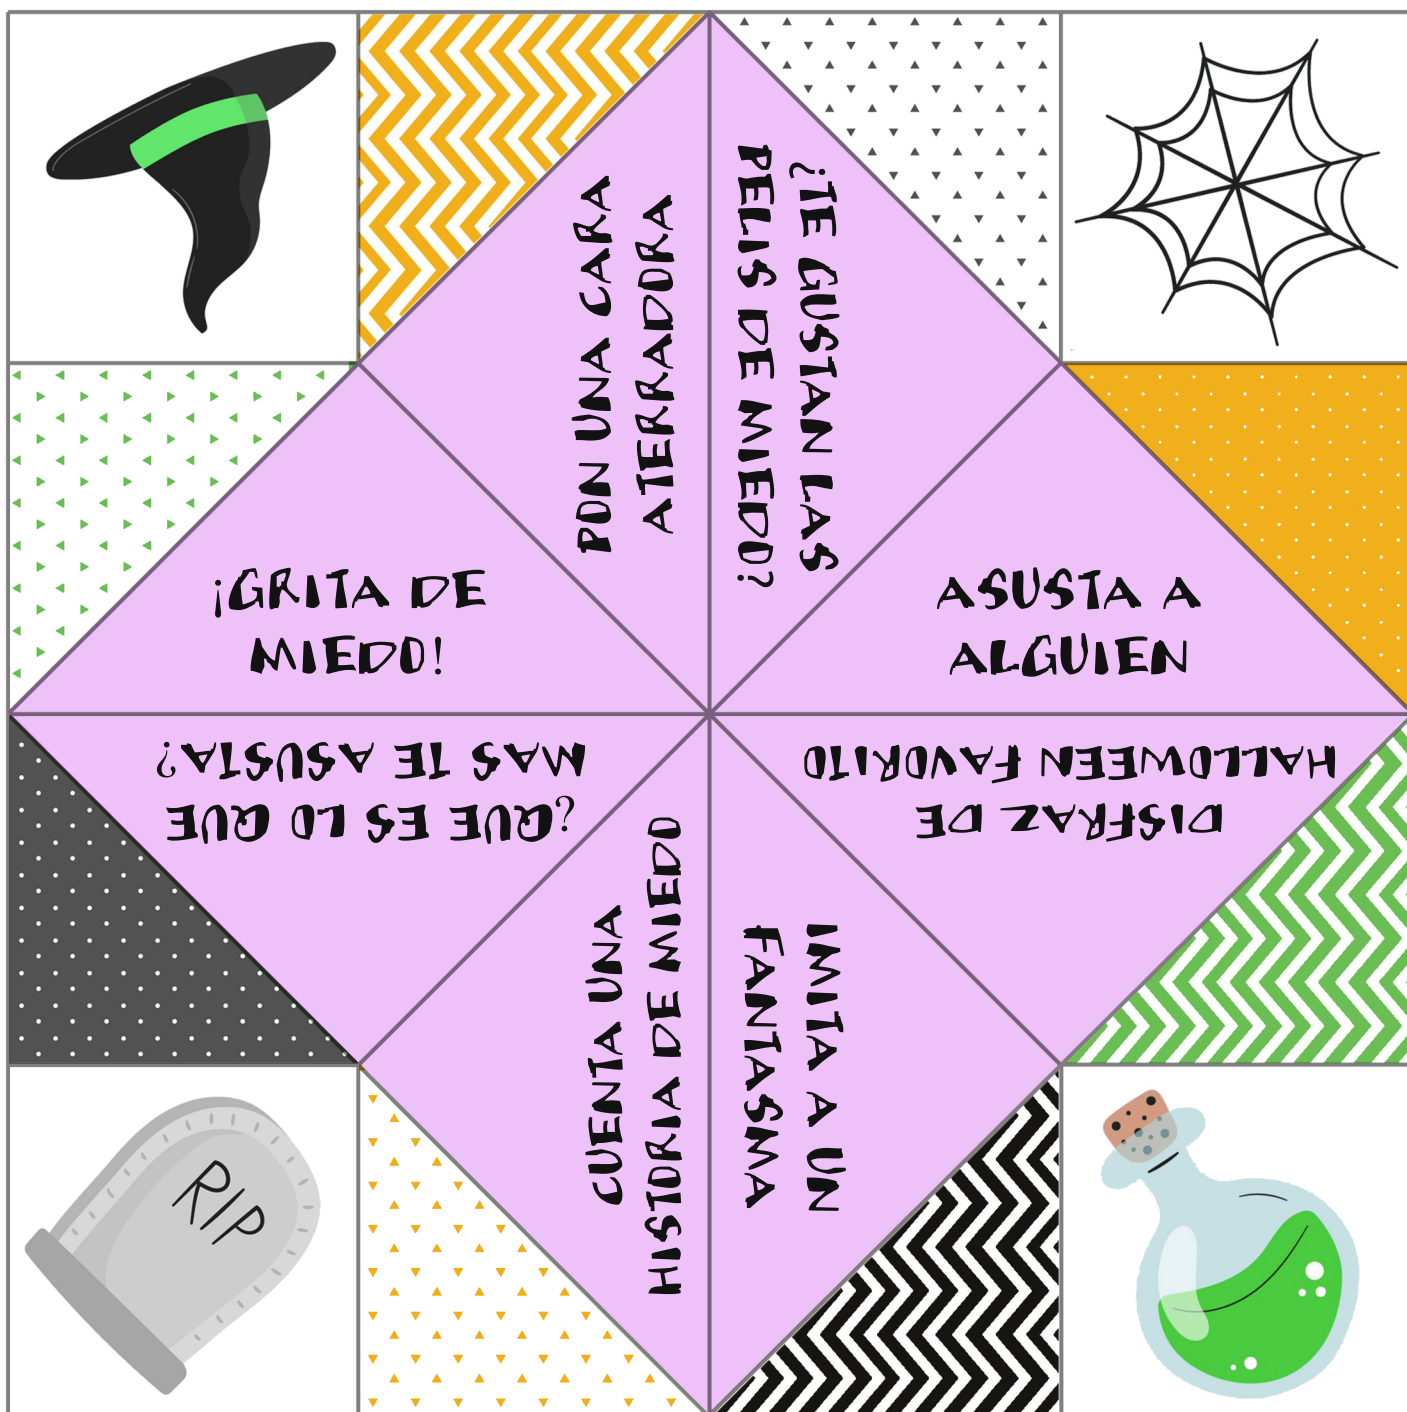 PON UNA CARA
ATERRADORA
¿TE GUSTAN LAS
PELIS DE MIEDO?
¡GRITA DE
MIEDO!
ASUSTA A
ALGUIEN
¿QUE ES LO QUE
MAS TE ASUSTA?
DISFRAZ DE
HALLOWEEN FAVORITO
CUENTA UNA
HISTORIA DE MIEDO
IMITA A UN
FANTASMA
RIP